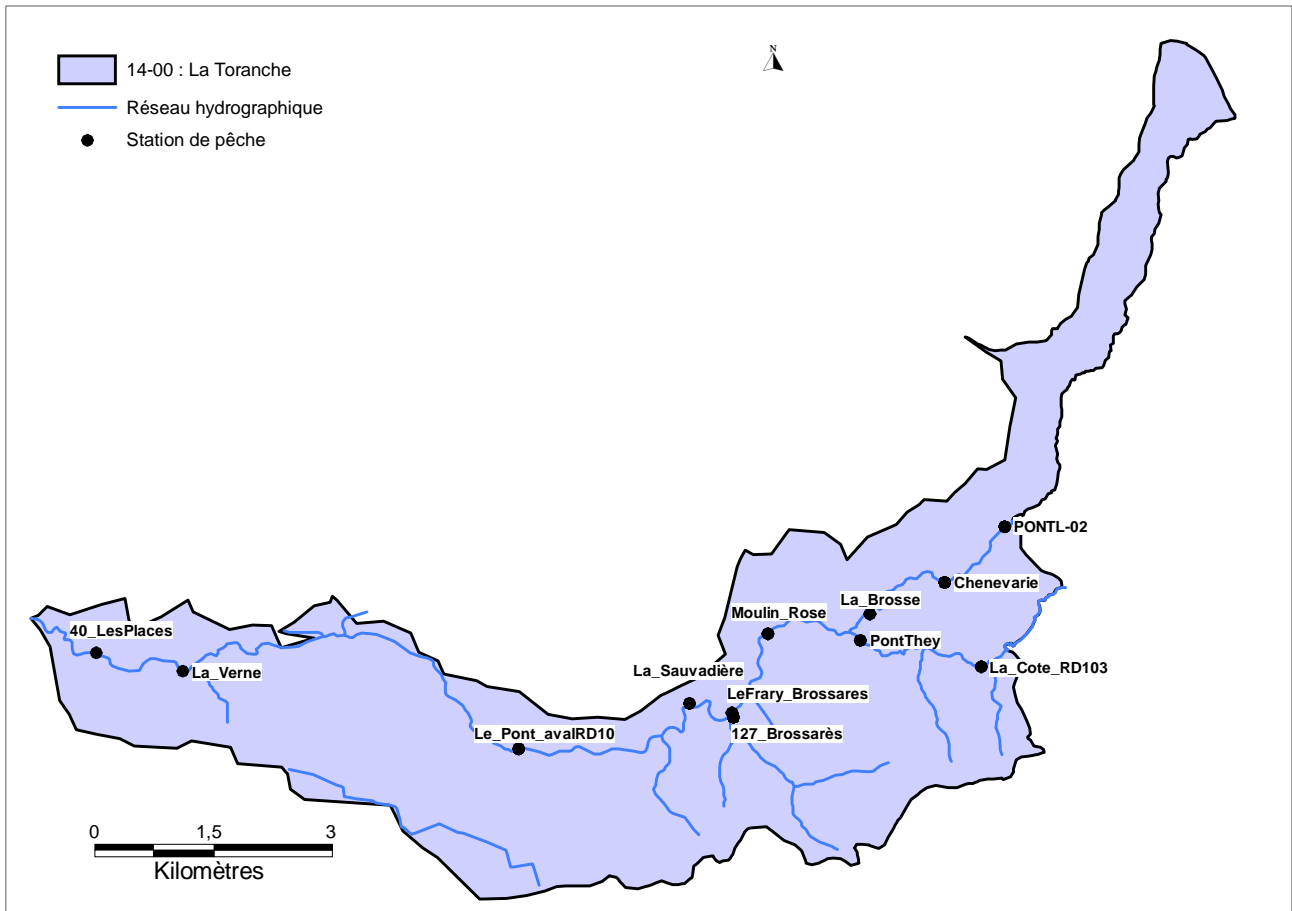 N
14-00 : La Toranche
Réseau hydrographique
Station de pêche
PONTL-02
Chenevarie
La_Brosse
Moulin_Rose
PontThey
40_LesPlaces
La_Verne
La_Cote_RD103
La_Sauvadière
LeFrary_Brossares
127_Brossarès
Le_Pont_avalRD10
0 1,5 3
Kilomètres